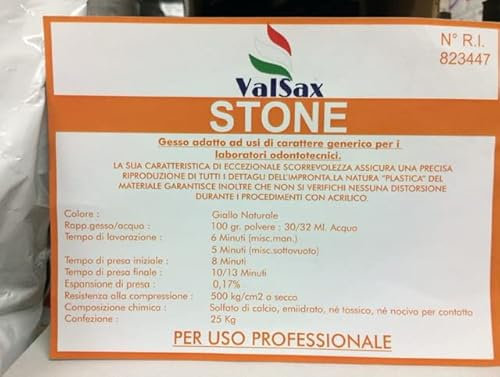 N° R.I.
823447
ValSax
STONE
Gesso adatto ad usi di carattere generico per i
laboratori odontotecnici.
LA SUA CARATTERISTICA DI ECCEZIONALE SCORREVOLEZZA ASSICURA UNA PRECISA
RIPRODUZIONE DI TUTTI I DETTAGLI DELL'IMPRONTA.LA NATURA "PLASTICA" DEL
MATERIALE GARANTISCE INOLTRE CHE NON SI VERIFICHI NESSUNA DISTORSIONE
DURANTE I PROCEDIMENTI CON ACRILICO.
Colore : Giallo Naturale
Rapp.gesso/acqua : 100 gr. polvere : 30/32 Ml. Acqua
Tempo di lavorazione : 6 Minuti (misc.man.)
5 Minuti (misc.sottovuoto)
Tempo di presa iniziale : 8 Minuti
Tempo di presa finale : 10/13 Minuti
Espansione di presa : 0,17%
Resistenza alla compressione : 500 kg/cm2 a secco
Composizione chimica : Solfato di calcio, emiidrato, né tossico, né nocivo per contatto
Confezione : 25 Kg
PER USO PROFESSIONALE